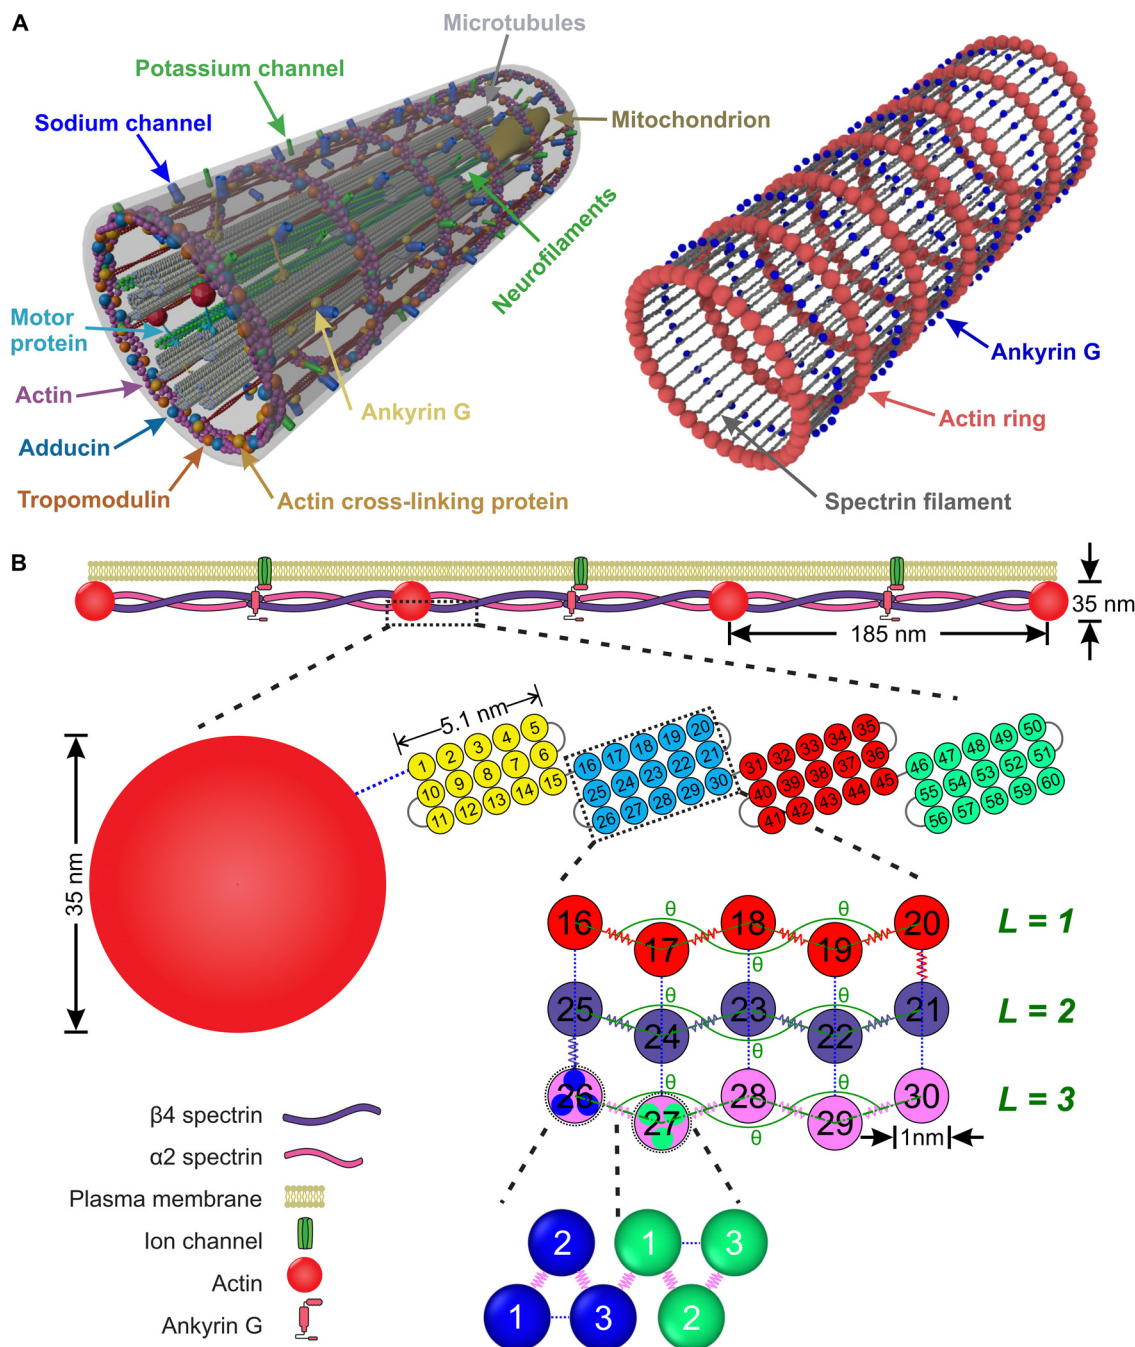 A
Microtubules
Potassium channel
Sodium channel
Mitochondrion
Neurofilaments
Motor
protein
Actin
Adducin
Tropomodulin
Ankyrin G
Actin cross-linking protein
Ankyrin G
Actin ring
Spectrin filament
B
35 nm
185 nm
5.1 nm
35 nm
1 2 3 4 5
10 9 8 7 6
11 12 13 14 15
16 17 18 19 20
25 24 23 22 21
26 27 28 29 30
31 32 33 34 35
40 39 38 37 36
41 42 43 44 45
46 47 48 49 50
55 54 53 52 51
56 57 58 59 60
θ θ
16 17 18 19 20
L = 1
θ
θ θ
25 24 23 22 21
L = 2
θ
θ θ
26 27 28 29 30
L = 3
θ
1nm
β4 spectrin
α2 spectrin
Plasma membrane
Ion channel
Actin
Ankyrin G
2 1 3
1 3 2